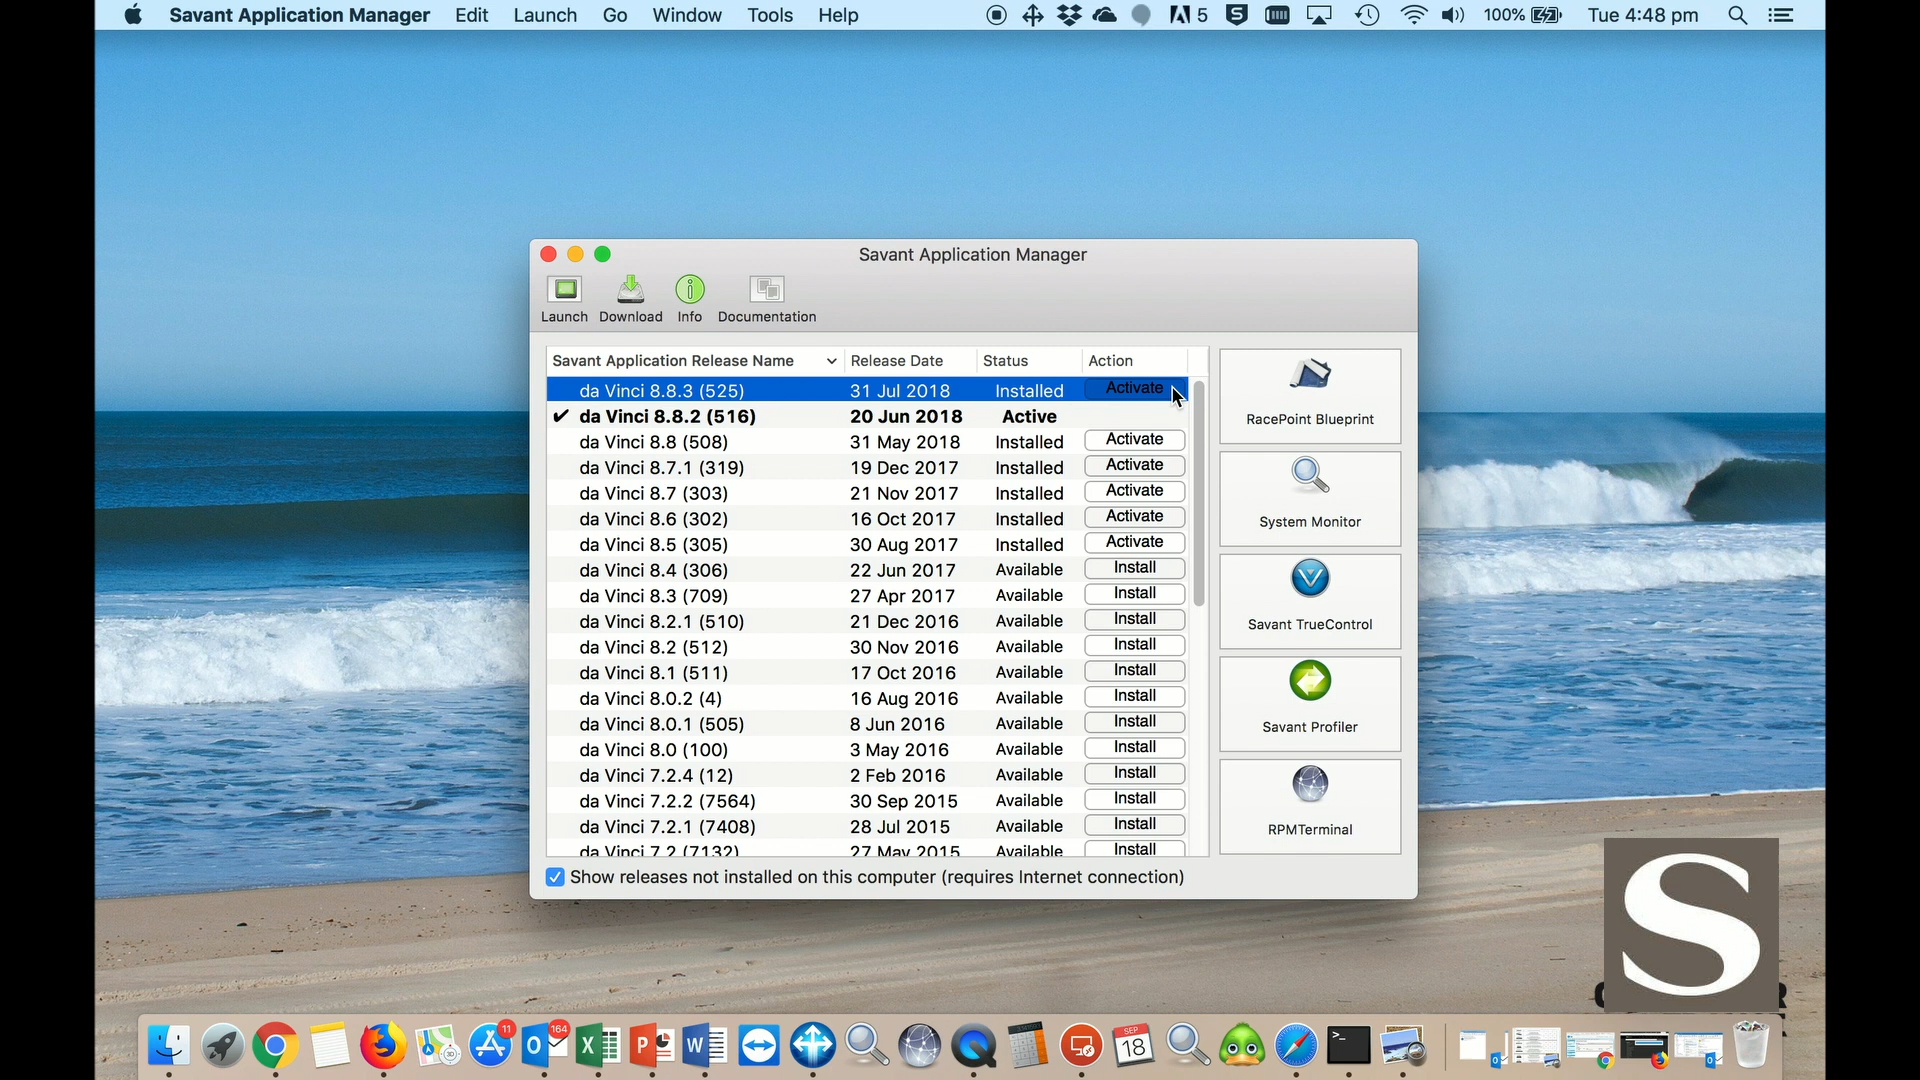 Savant Application Manager Edit Launch Go Window Tools Help 5 100% Tue 4:48 pm
Savant Application Manager
Launch Download Info Documentation
Savant Application Release Name Release Date Status Action
da Vinci 8.8.3 (525) 31 Jul 2018 Installed Activate
✔ da Vinci 8.8.2 (516) 20 Jun 2018 Active
da Vinci 8.8 (508) 31 May 2018 Installed Activate
da Vinci 8.7.1 (319) 19 Dec 2017 Installed Activate
da Vinci 8.7 (303) 21 Nov 2017 Installed Activate
da Vinci 8.6 (302) 16 Oct 2017 Installed Activate
da Vinci 8.5 (305) 30 Aug 2017 Installed Activate
da Vinci 8.4 (306) 22 Jun 2017 Available Install
da Vinci 8.3 (709) 27 Apr 2017 Available Install
da Vinci 8.2.1 (510) 21 Dec 2016 Available Install
da Vinci 8.2 (512) 30 Nov 2016 Available Install
da Vinci 8.1 (511) 17 Oct 2016 Available Install
da Vinci 8.0.2 (4) 16 Aug 2016 Available Install
da Vinci 8.0.1 (505) 8 Jun 2016 Available Install
da Vinci 8.0 (100) 3 May 2016 Available Install
da Vinci 7.2.4 (12) 2 Feb 2016 Available Install
da Vinci 7.2.2 (7564) 30 Sep 2015 Available Install
da Vinci 7.2.1 (7408) 28 Jul 2015 Available Install
da Vinci 7.2 (7132) 27 May 2015 Available Install
RacePoint Blueprint
System Monitor
Savant TrueControl
Savant Profiler
RPMTerminal
Show releases not installed on this computer (requires Internet connection)
S
11 164
SEP
18